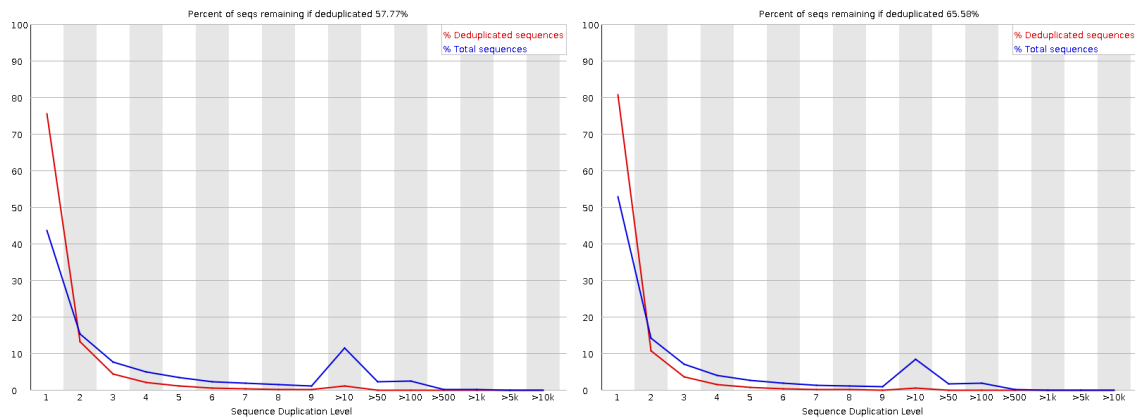 Percent of seqs remaining if deduplicated 57.77%
% Deduplicated sequences
% Total sequences
100
90
80
70
60
50
40
30
20
10
0
1 2 3 4 5 6 7 8 9 >10 >50 >100 >500 >1k >5k >10k
Sequence Duplication Level
Percent of seqs remaining if deduplicated 65.58%
% Deduplicated sequences
% Total sequences
100
90
80
70
60
50
40
30
20
10
0
1 2 3 4 5 6 7 8 9 >10 >50 >100 >500 >1k >5k >10k
Sequence Duplication Level